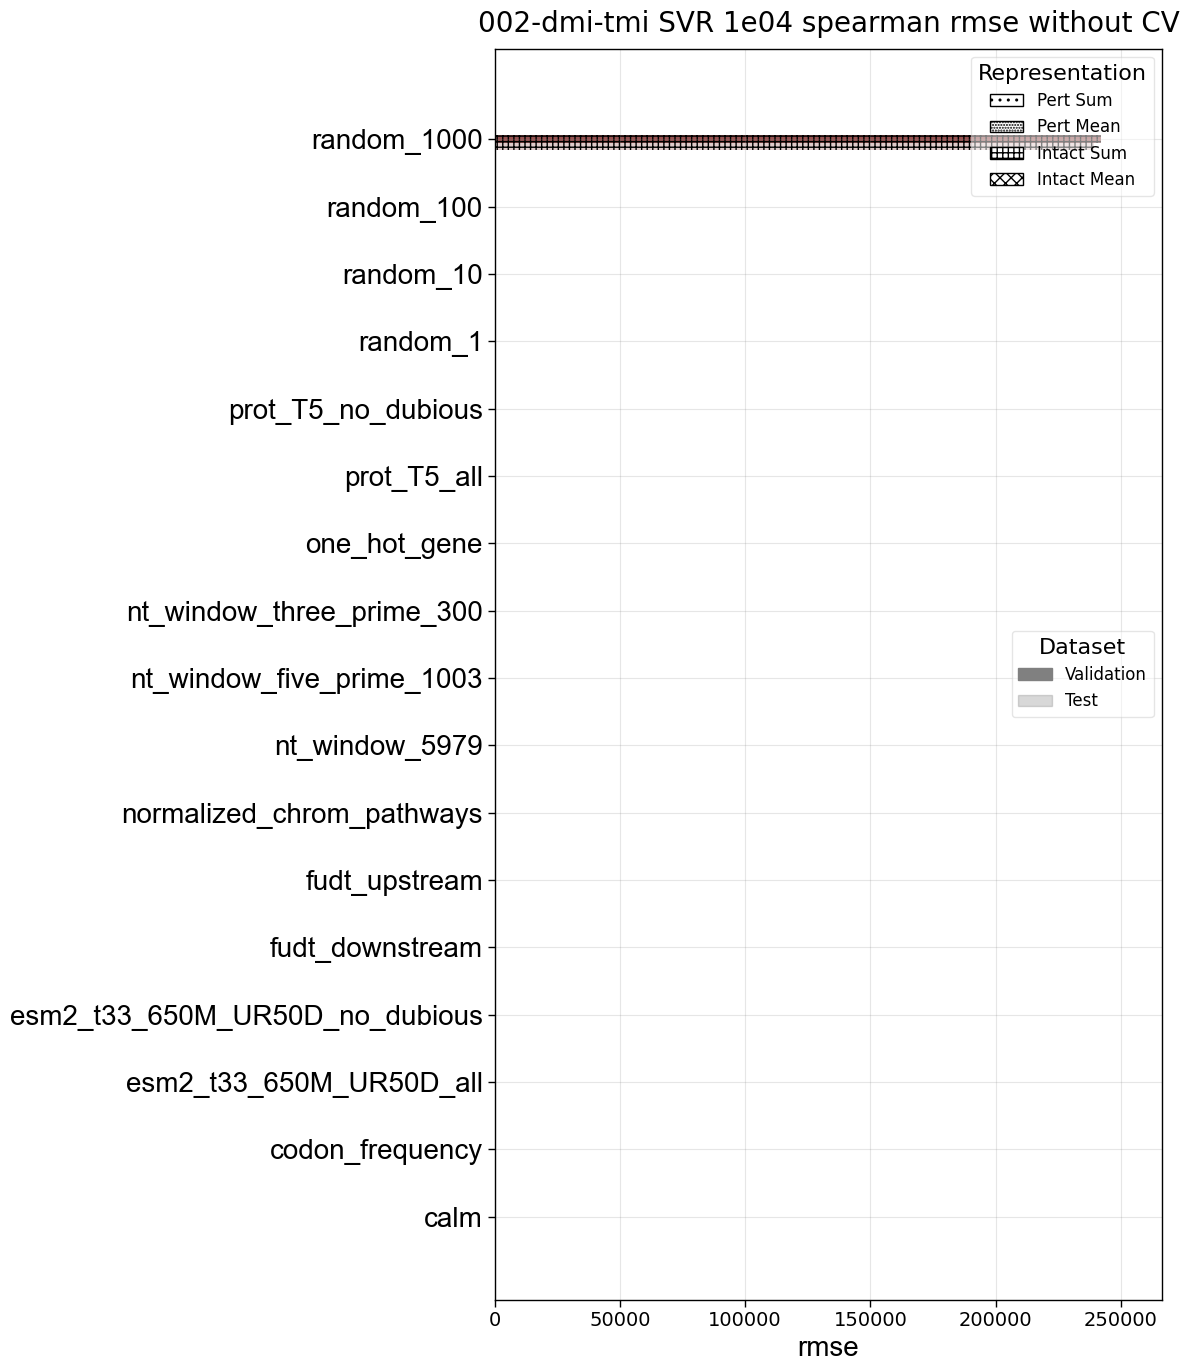 002-dmi-tmi SVR 1e04 spearman rmse without CV
Representation
Pert Sum
Pert Mean
Intact Sum
Intact Mean
random_1000
random_100
random_10
random_1
prot_T5_no_dubious
prot_T5_all
one_hot_gene
nt_window_three_prime_300
Dataset
Validation
Test
nt_window_five_prime_1003
nt_window_5979
normalized_chrom_pathways
fudt_upstream
fudt_downstream
esm2_t33_650M_UR50D_no_dubious
esm2_t33_650M_UR50D_all
codon_frequency
calm
0 50000 100000 150000 200000 250000
rmse